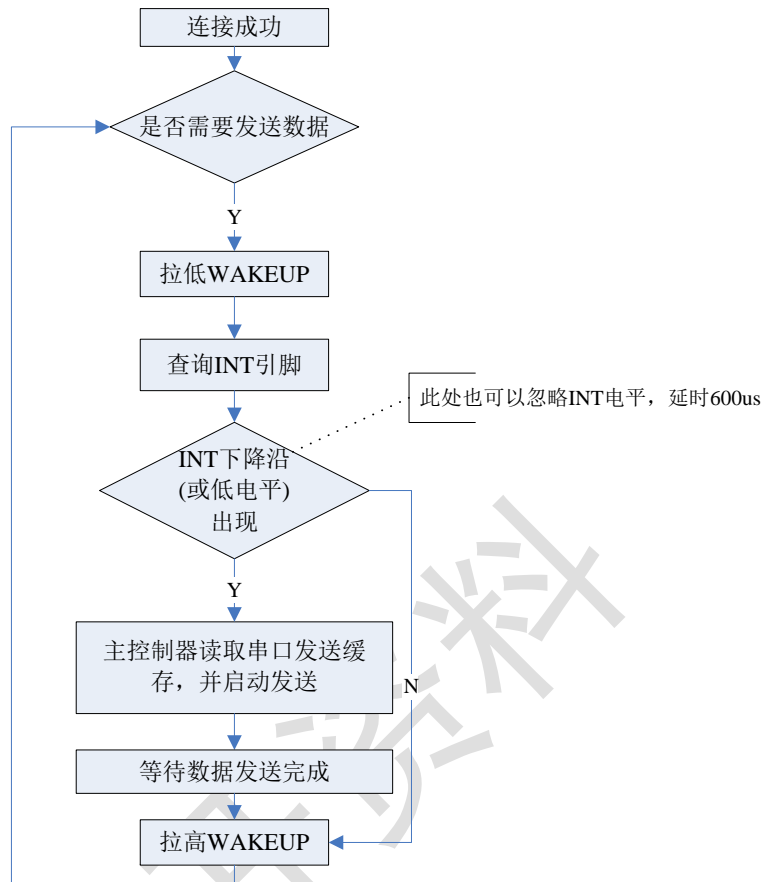 连接成功
是否需要发送数据
Y
拉低WAKEUP
查询INT引脚
此处也可以忽略INT电平，延时600us
INT下降沿
(或低电平)
出现
Y
主控制器读取串口发送缓
存，并启动发送
N
等待数据发送完成
拉高WAKEUP
资料